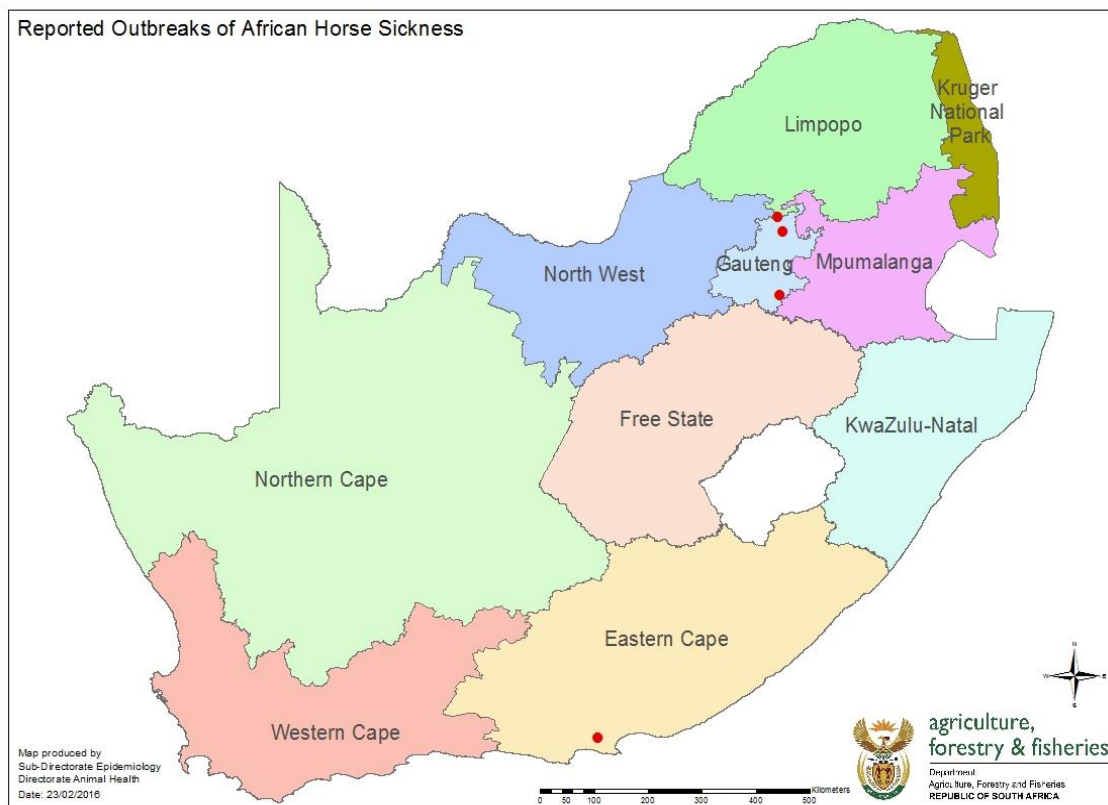 Reported Outbreaks of African Horse Sickness
Kruger
National
Park
Limpopo
Gauteng
Mpumalanga
North West
Free State
KwaZulu-Natal
Northern Cape
Eastern Cape
Western Cape
N
W
E
S
Map produced by
Sub-Directorate Epidemiology
Directorate Animal Health
Date: 23/02/2016
Kilometers
0 50 100 200 300 400 500
agriculture,
forestry & fisheries
Department:
Agriculture, Forestry and Fisheries
REPUBLIC OF SOUTH AFRICA